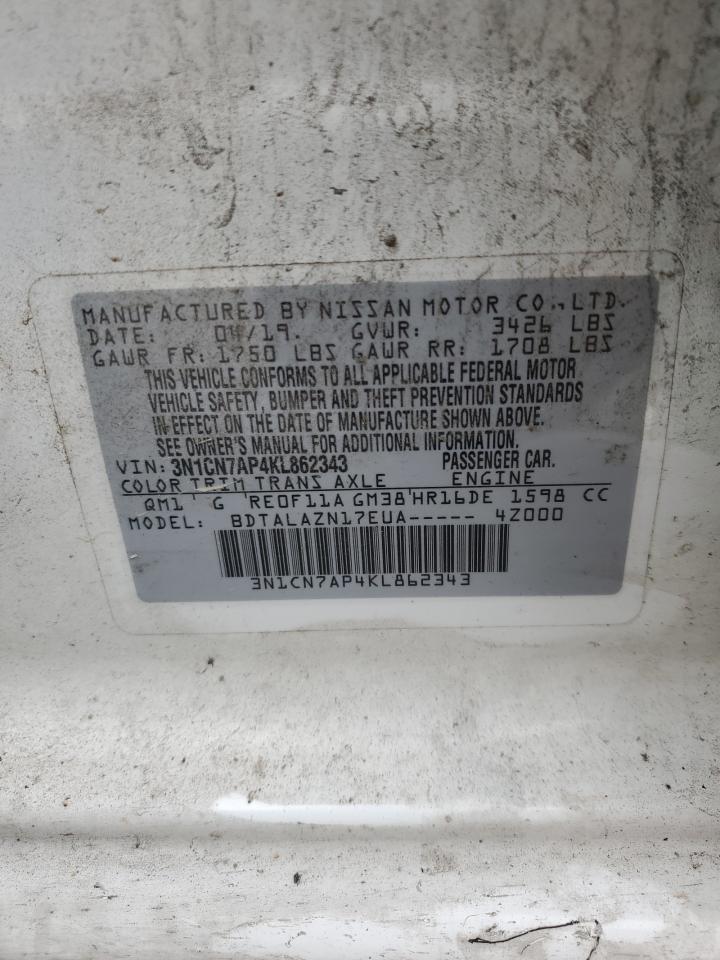 MANUFACTURED BY NISSAN MOTOR CO., LTD.
DATE: 04/19. GVWR: 3426 LBS
GAWR FR: 1750 LBS GAWR RR: 1708 LBS
THIS VEHICLE CONFORMS TO ALL APPLICABLE FEDERAL MOTOR
VEHICLE SAFETY, BUMPER AND THEFT PREVENTION STANDARDS
IN EFFECT ON THE DATE OF MANUFACTURE SHOWN ABOVE.
SEE OWNER'S MANUAL FOR ADDITIONAL INFORMATION.
VIN: 3N1CN7AP4KL862343 PASSENGER CAR.
COLOR TRIM TRANS AXLE ENGINE
QM1 G RE0F11A GM38 HR16DE 1598 CC
MODEL: BDTALAZN17EUA----- 4Z000
3N1CN7AP4KL862343